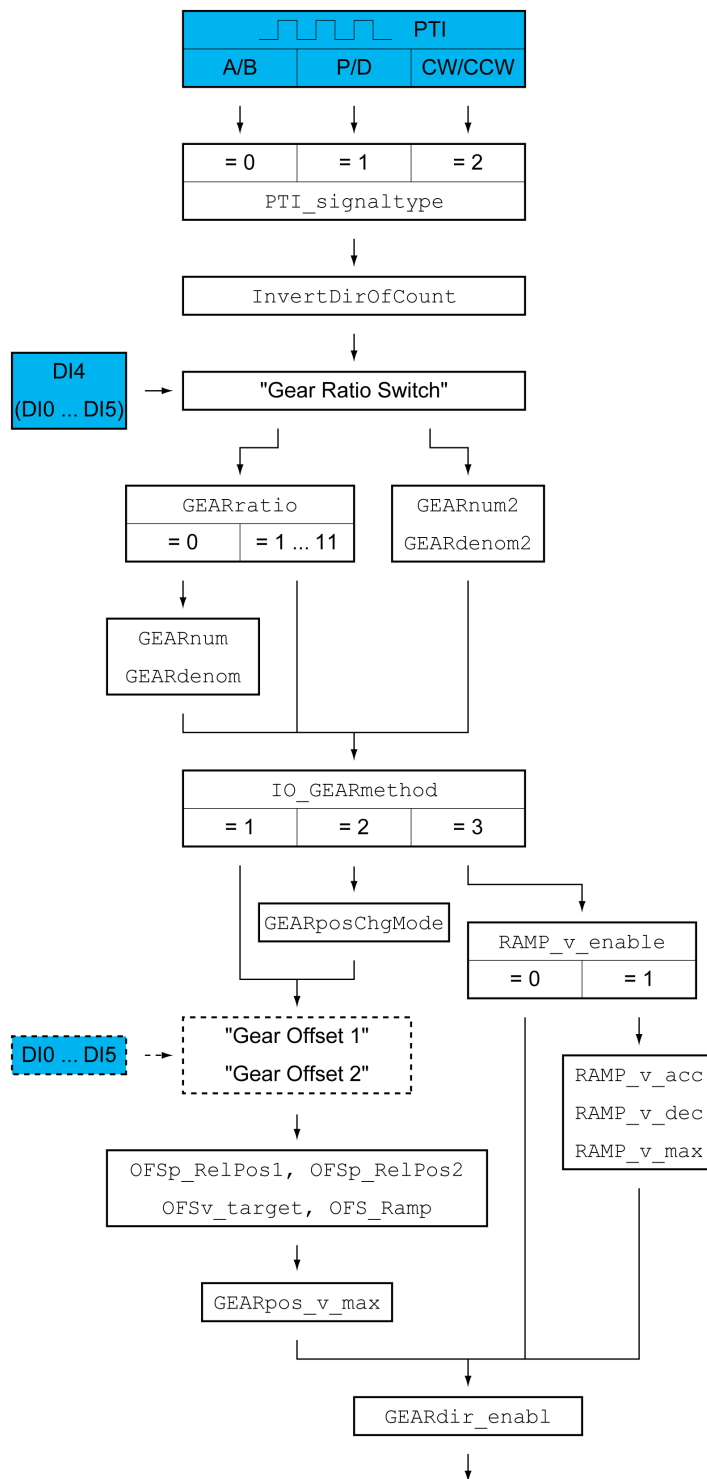 PTI
A/B P/D CW/CCW
= 0 = 1 = 2
PTI_signaltype
InvertDirOfCount
DI4
(DI0 ... DI5)
"Gear Ratio Switch"
GEARratio
= 0 = 1 ... 11
GEARnum2
GEARdenom2
GEARnum
GEARdenom
IO_GEARmethod
= 1 = 2 = 3
GEARposChgMode
RAMP_v_enable
= 0 = 1
DI0 ... DI5
"Gear Offset 1"
"Gear Offset 2"
RAMP_v_acc
RAMP_v_dec
RAMP_v_max
OFSp_RelPos1, OFSp_RelPos2
OFSv_target, OFS_Ramp
GEARpos_v_max
GEARdir_enabl